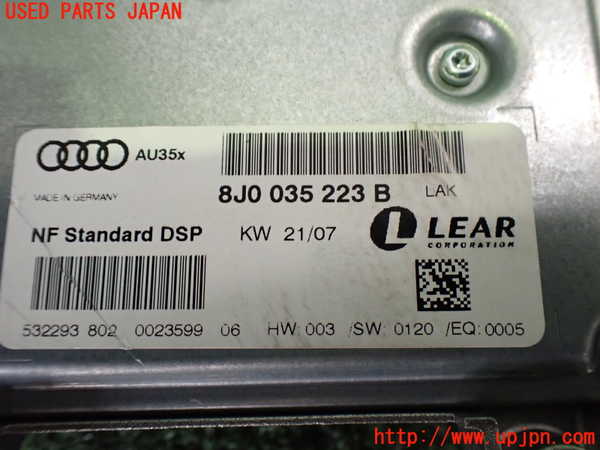 USED PARTS JAPAN
AU35x
MADE IN GERMANY
8J0 035 223 B LAK
NF Standard DSP KW 21/07
LEAR
CORPORATION
532293 802 0023599 06 HW: 003 /SW: 0120 /EQ: 0005
http://www.upjpn.com/